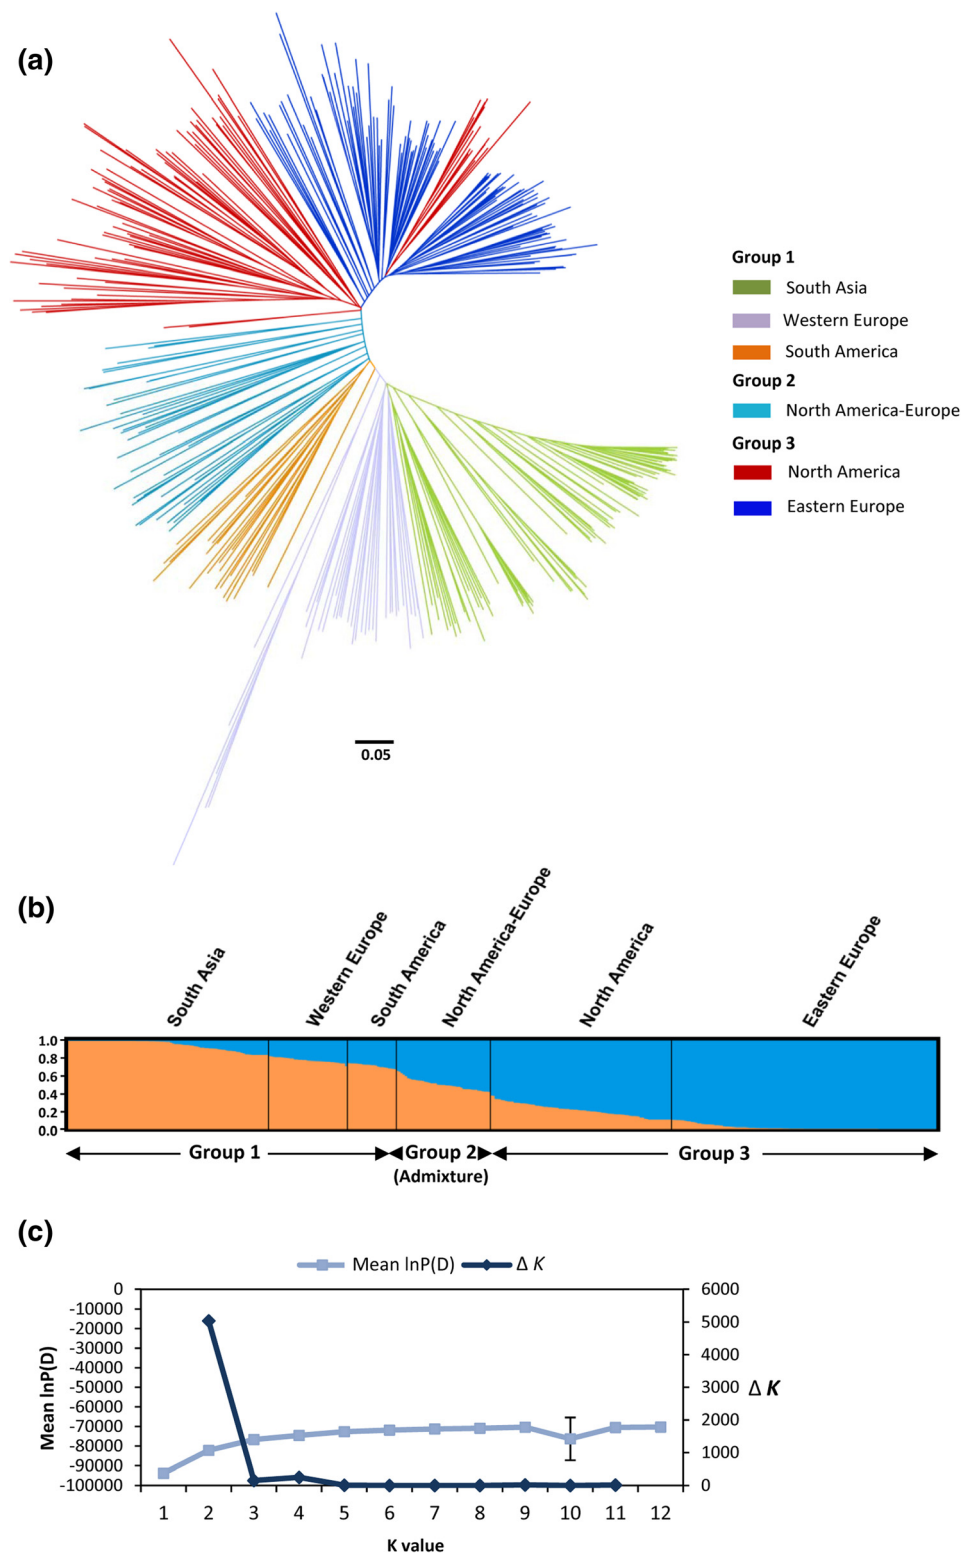 (a)
Group 1
South Asia
Western Europe
South America
Group 2
North America-Europe
Group 3
North America
Eastern Europe
0.05
(b)
South Asia
Western Europe
South America
North America-Europe
North America
Eastern Europe
1.0
0.8
0.6
0.4
0.2
0.0
Group 1
Group 2
(Admixture)
Group 3
(c)
Mean lnP(D)
Δ K
Mean lnP(D)
0
-10000
-20000
-30000
-40000
-50000
-60000
-70000
-80000
-90000
-100000
6000
5000
4000
3000
2000
1000
0
Δ K
1 2 3 4 5 6 7 8 9 10 11 12
K value